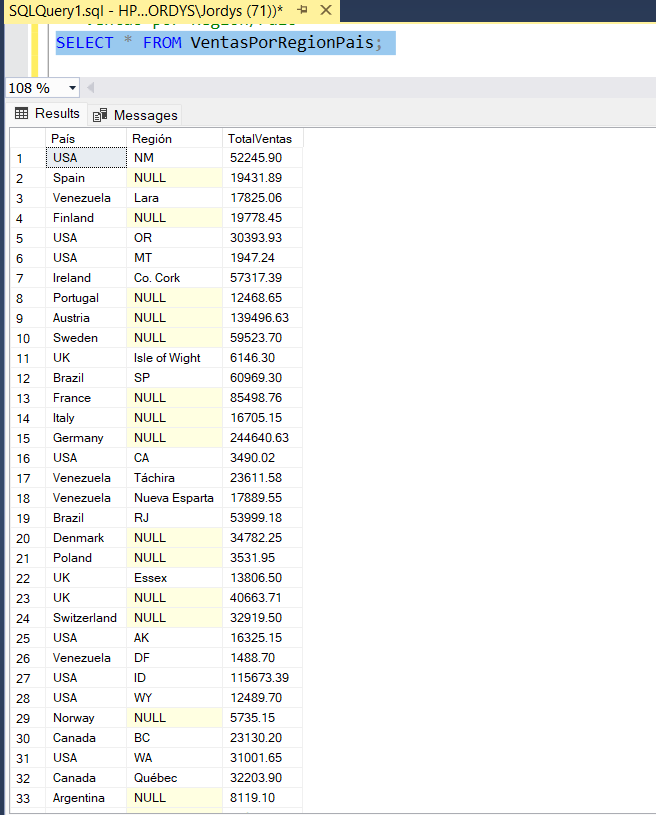 SQLQuery1.sql - HP...ORDYS\Jordys (71))*
SELECT * FROM VentasPorRegionPais;
108 %
Results Messages
País Región TotalVentas
1 USA NM 52245.90
2 Spain NULL 19431.89
3 Venezuela Lara 17825.06
4 Finland NULL 19778.45
5 USA OR 30393.93
6 USA MT 1947.24
7 Ireland Co. Cork 57317.39
8 Portugal NULL 12468.65
9 Austria NULL 139496.63
10 Sweden NULL 59523.70
11 UK Isle of Wight 6146.30
12 Brazil SP 60969.30
13 France NULL 85498.76
14 Italy NULL 16705.15
15 Germany NULL 244640.63
16 USA CA 3490.02
17 Venezuela Táchira 23611.58
18 Venezuela Nueva Esparta 17889.55
19 Brazil RJ 53999.18
20 Denmark NULL 34782.25
21 Poland NULL 3531.95
22 UK Essex 13806.50
23 UK NULL 40663.71
24 Switzerland NULL 32919.50
25 USA AK 16325.15
26 Venezuela DF 1488.70
27 USA ID 115673.39
28 USA WY 12489.70
29 Norway NULL 5735.15
30 Canada BC 23130.20
31 USA WA 31001.65
32 Canada Québec 32203.90
33 Argentina NULL 8119.10